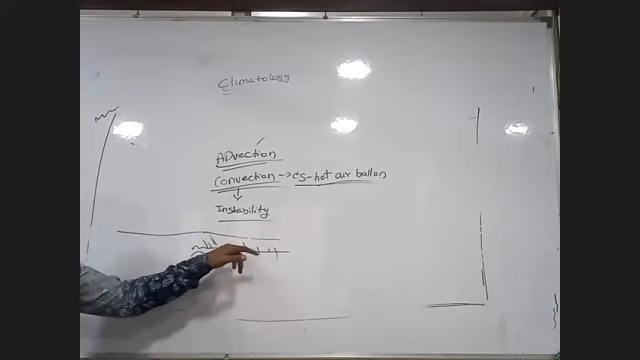 Climatology
ADvection
Convection → es-hot air ballon
Instability